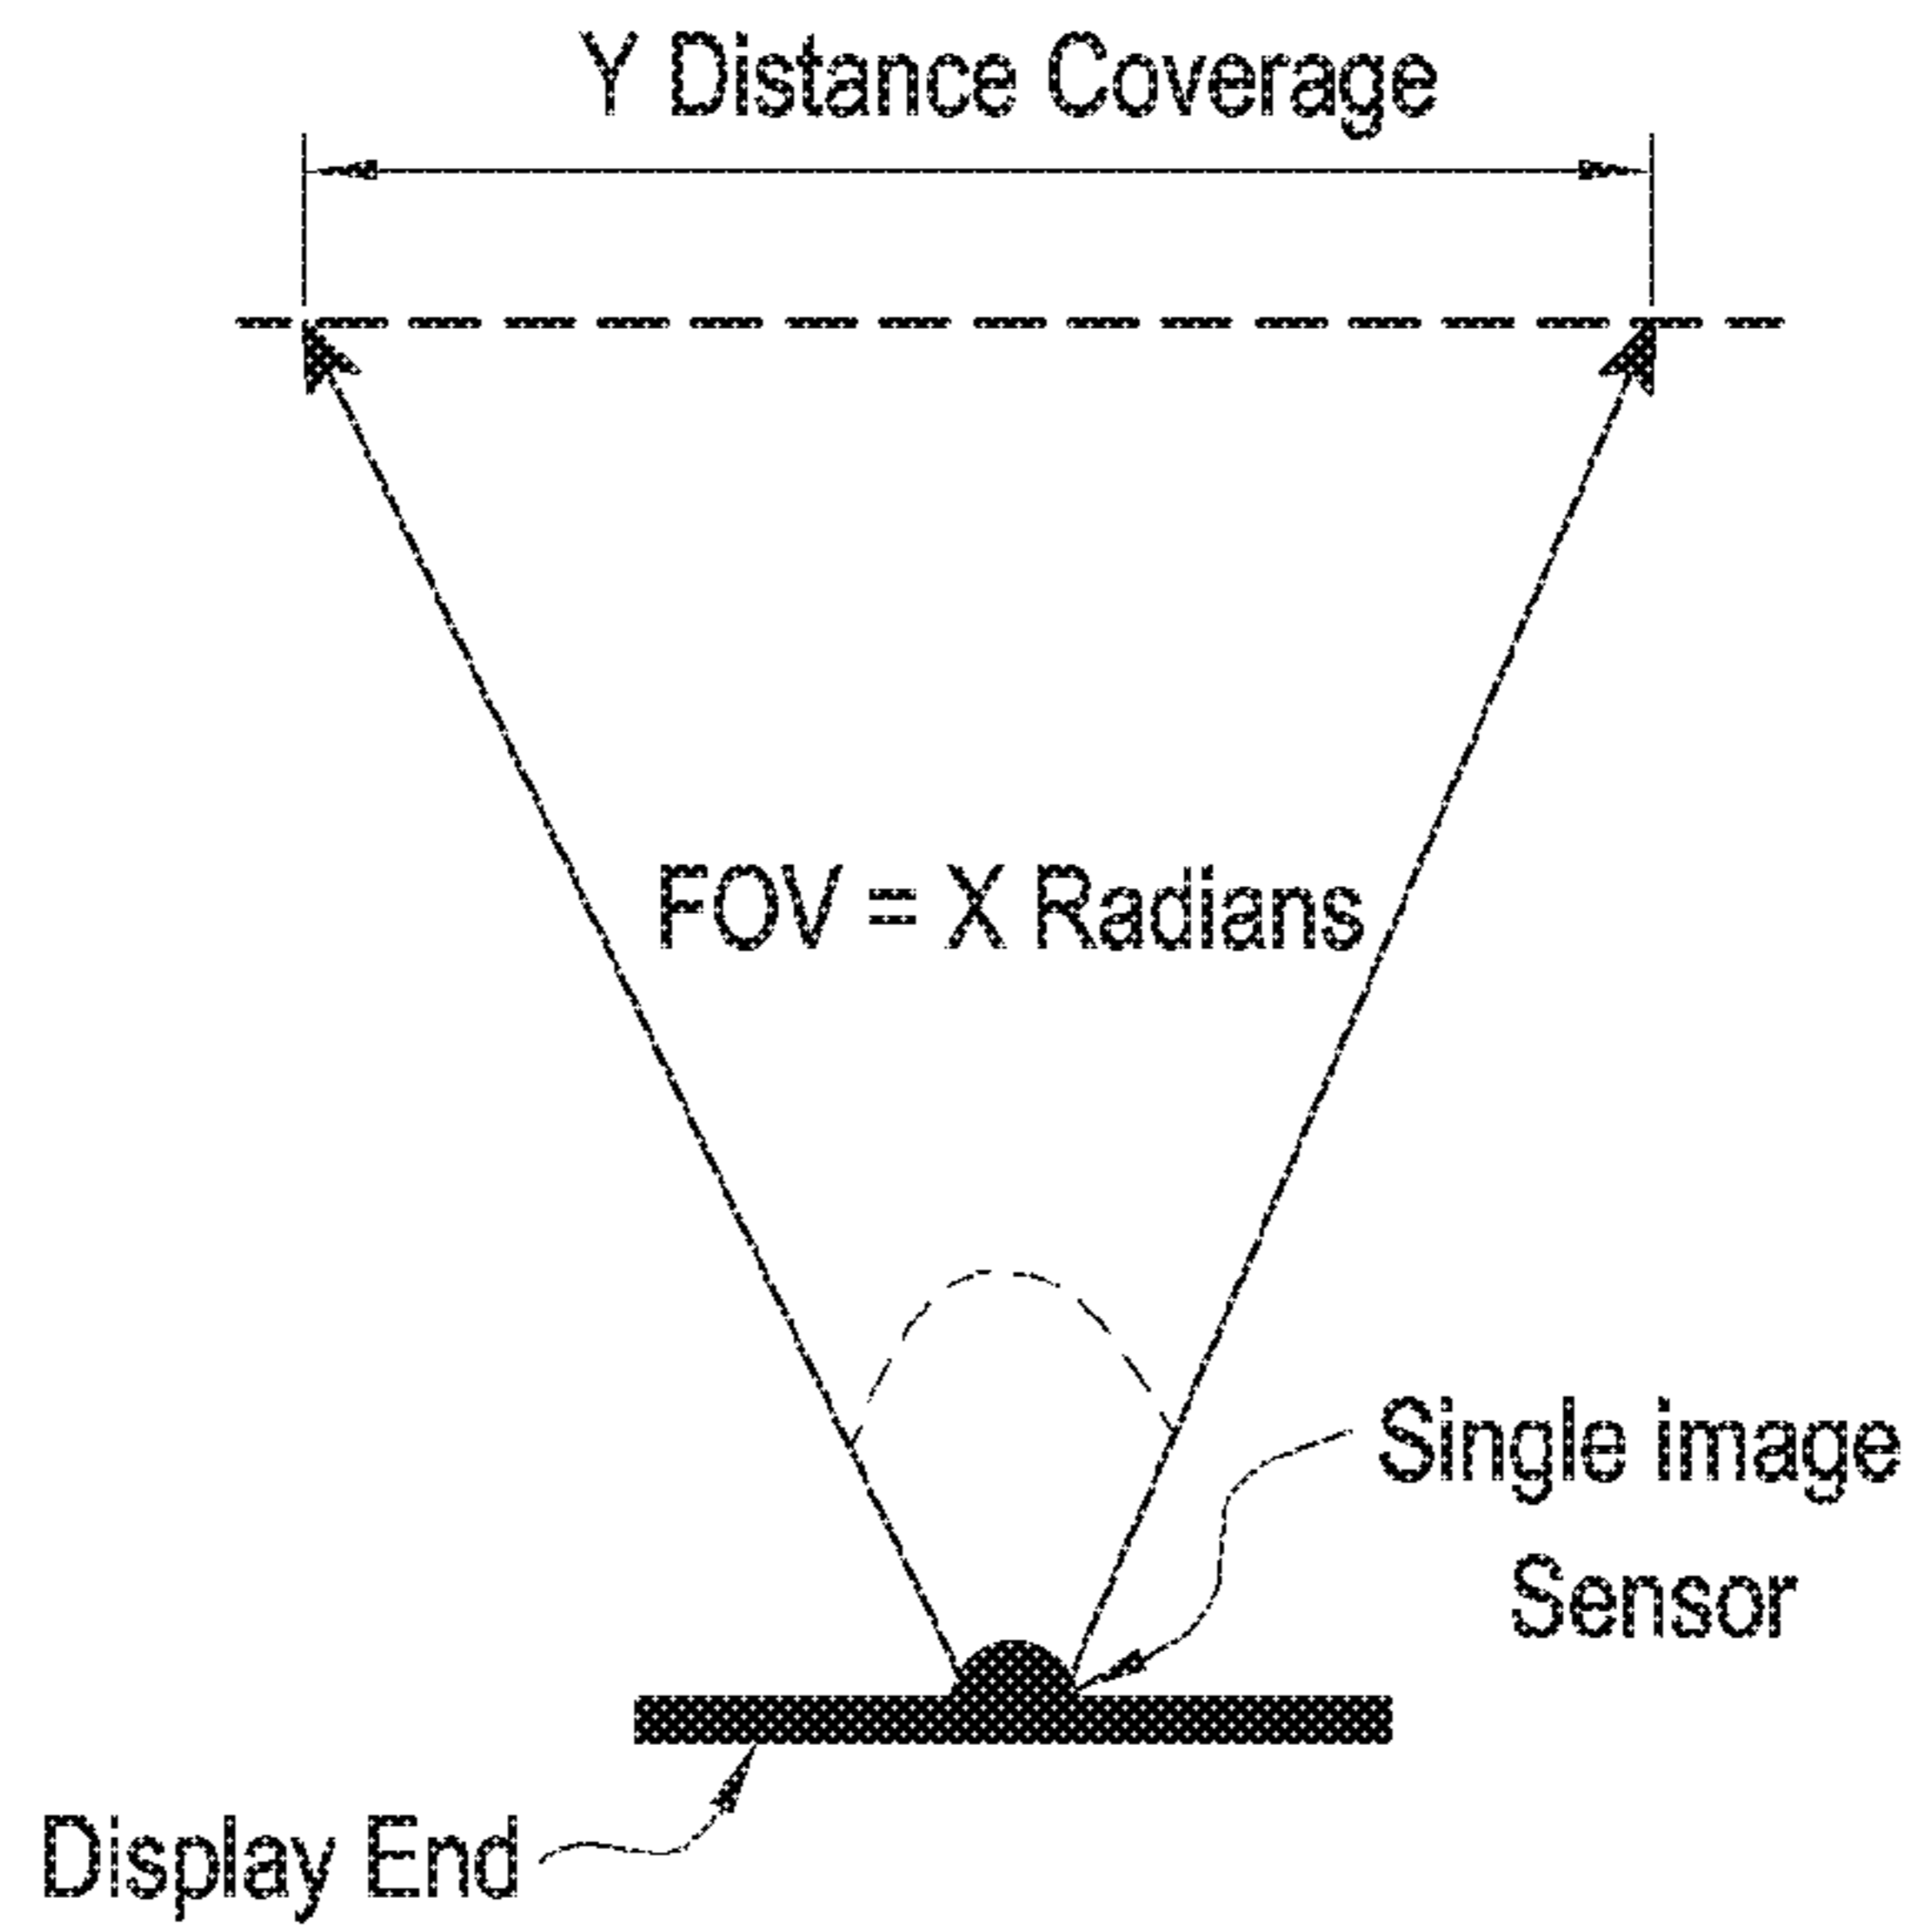 Y Distance Coverage
FOV = X Radians
Single image
Sensor
Display End